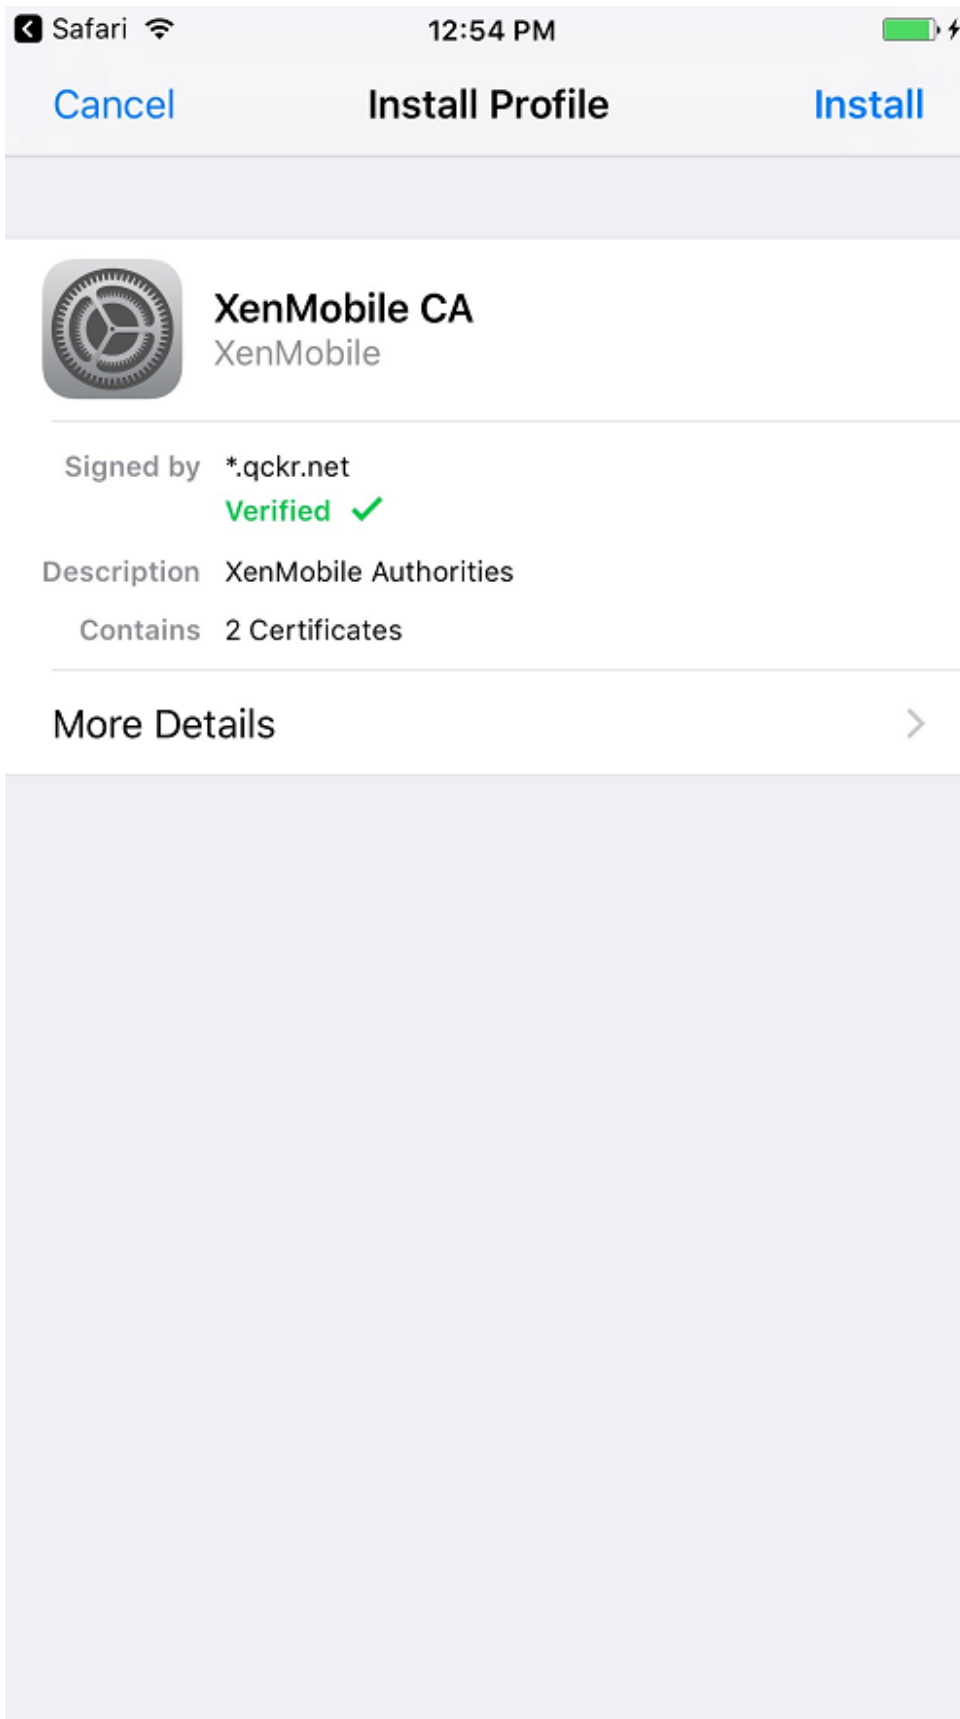 Safari 12:54 PM
Cancel Install Profile Install
XenMobile CA
XenMobile
Signed by *.qckr.net
Verified
Description XenMobile Authorities
Contains 2 Certificates
More Details